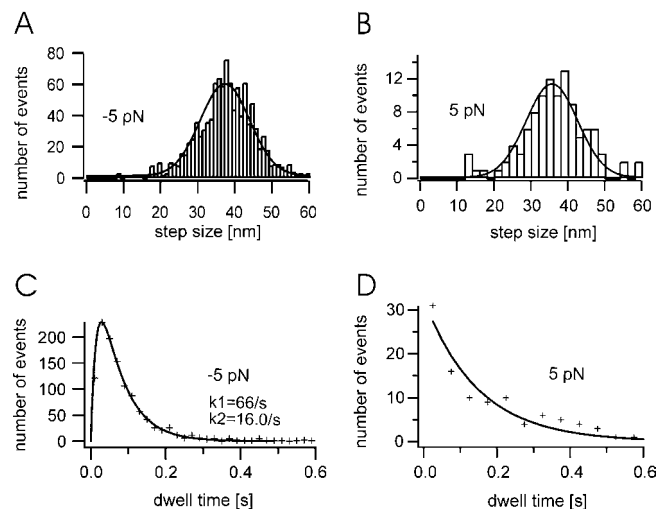 A
B
80
60
40
20
0
number of events
-5 pN
0 10 20 30 40 50 60
step size [nm]
12
8
4
0
number of events
5 pN
0 10 20 30 40 50 60
step size [nm]
C
D
200
150
100
50
0
number of events
-5 pN
k1=66/s
k2=16.0/s
0.0 0.2 0.4 0.6
dwell time [s]
30
20
10
0
number of events
5 pN
0.0 0.2 0.4 0.6
dwell time [s]